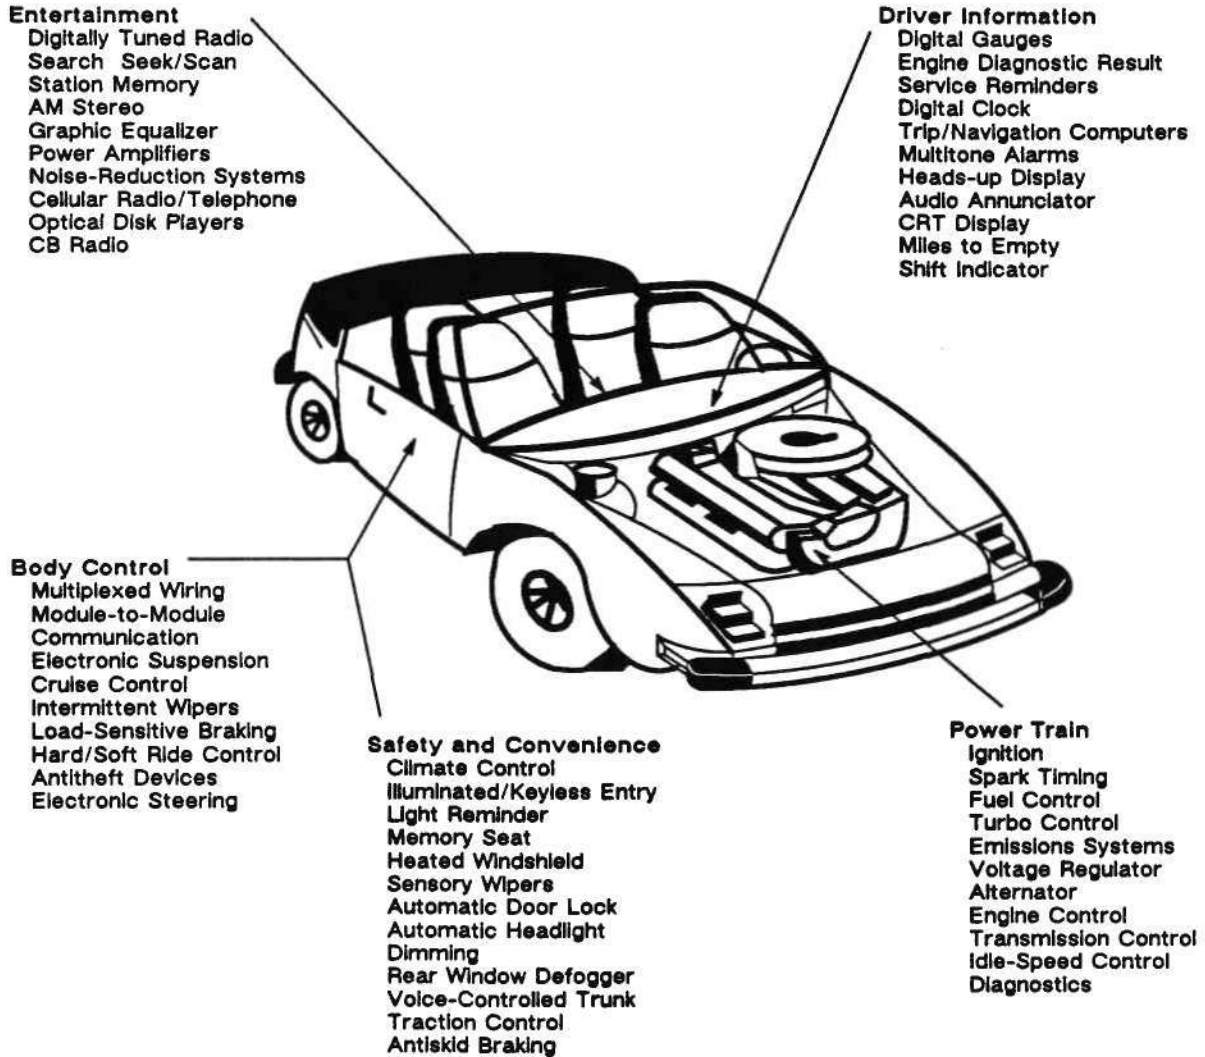 Entertainment
Digitally Tuned Radio
Search Seek/Scan
Station Memory
AM Stereo
Graphic Equalizer
Power Amplifiers
Noise-Reduction Systems
Cellular Radio/Telephone
Optical Disk Players
CB Radio
Driver Information
Digital Gauges
Engine Diagnostic Result
Service Reminders
Digital Clock
Trip/Navigation Computers
Multitone Alarms
Heads-up Display
Audio Annunciator
CRT Display
Miles to Empty
Shift Indicator
Body Control
Multiplexed Wiring
Module-to-Module
Communication
Electronic Suspension
Cruise Control
Intermittent Wipers
Load-Sensitive Braking
Hard/Soft Ride Control
Antitheft Devices
Electronic Steering
Safety and Convenience
Climate Control
Illuminated/Keyless Entry
Light Reminder
Memory Seat
Heated Windshield
Sensory Wipers
Automatic Door Lock
Automatic Headlight
Dimming
Rear Window Defogger
Voice-Controlled Trunk
Traction Control
Antiskid Braking
Power Train
Ignition
Spark Timing
Fuel Control
Turbo Control
Emissions Systems
Voltage Regulator
Alternator
Engine Control
Transmission Control
Idle-Speed Control
Diagnostics